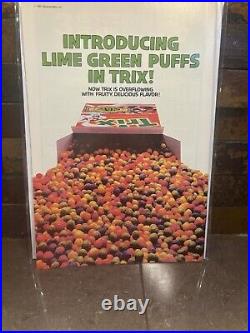 INTRODUCING
LIME GREEN PUFFS
IN TRIX!
NOW TRIX IS OVERFLOWING
WITH FRUITY, DELICIOUS FLAVOR!
Trix